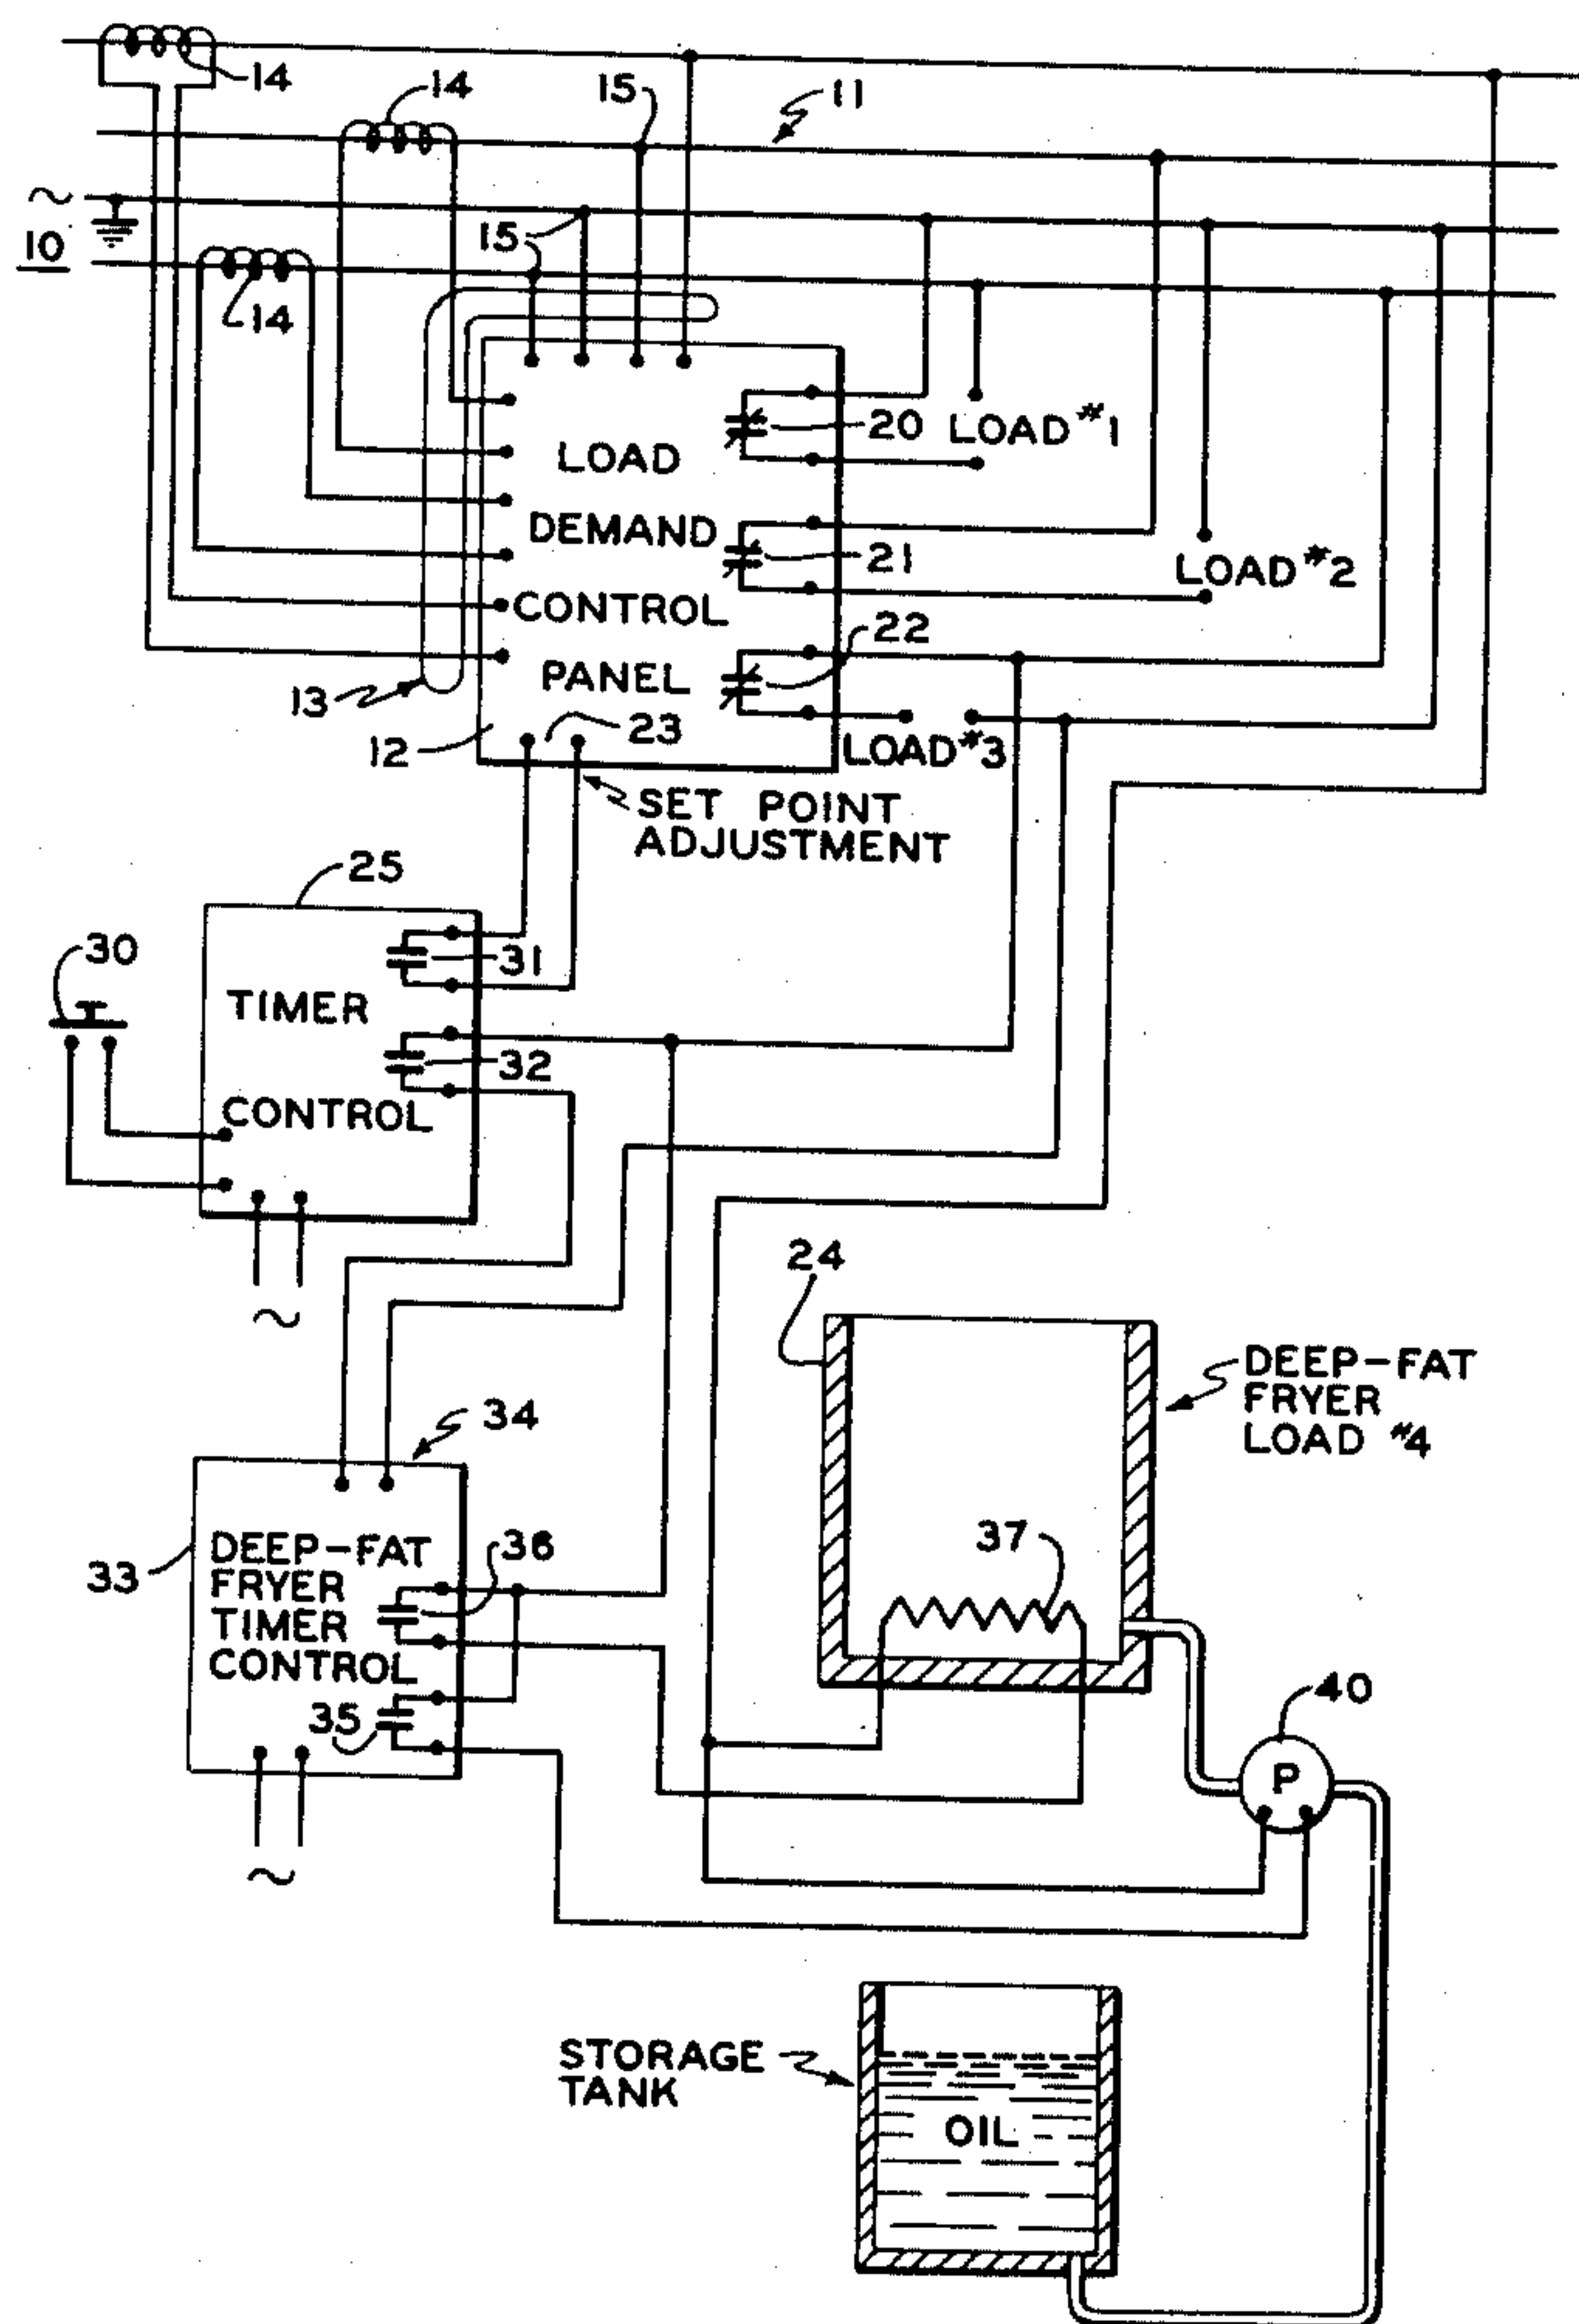 14
14
15
11
~
10
15
14
20
LOAD #1
LOAD
DEMAND
CONTROL
PANEL
21
LOAD #2
22
13
12
23
LOAD #3
SET POINT
ADJUSTMENT
25
30
31
TIMER
32
CONTROL
~
24
DEEP-FAT
FRYER
LOAD #4
34
33
DEEP-FAT
FRYER
TIMER
CONTROL
36
37
35
40
P
~
STORAGE
TANK
OIL